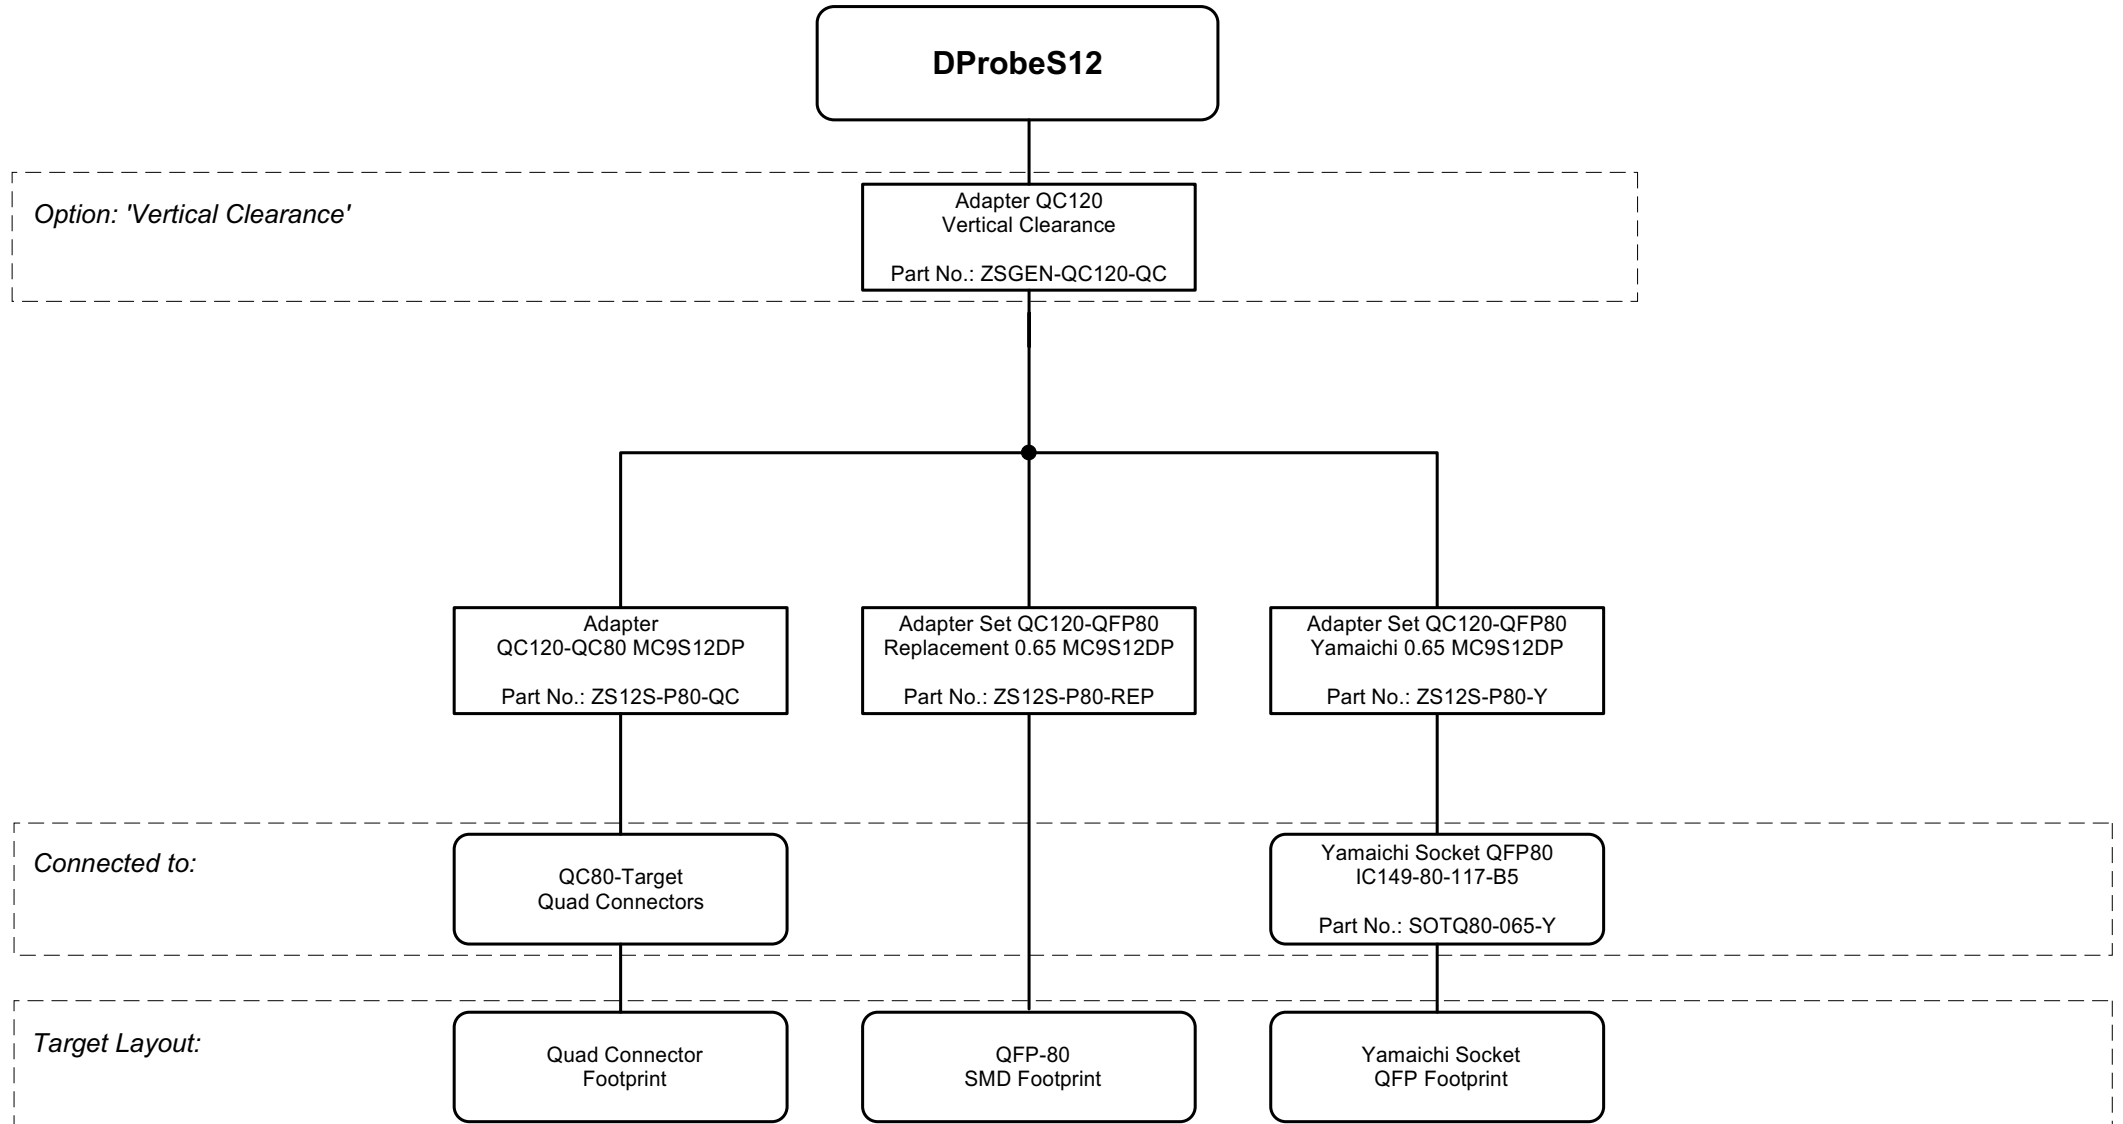 DProbeS12
Option: 'Vertical Clearance'
Adapter QC120
Vertical Clearance
Part No.: ZSGEN-QC120-QC
Adapter
QC120-QC80 MC9S12DP
Part No.: ZS12S-P80-QC
Adapter Set QC120-QFP80
Replacement 0.65 MC9S12DP
Part No.: ZS12S-P80-REP
Adapter Set QC120-QFP80
Yamaichi 0.65 MC9S12DP
Part No.: ZS12S-P80-Y
Connected to:
QC80-Target
Quad Connectors
Yamaichi Socket QFP80
IC149-80-117-B5
Part No.: SOTQ80-065-Y
Target Layout:
Quad Connector
Footprint
QFP-80
SMD Footprint
Yamaichi Socket
QFP Footprint